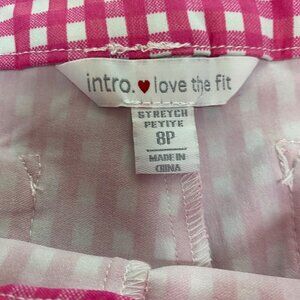 intro.♥love the fit
STRETCH
PETITE
8P
MADE IN
CHINA